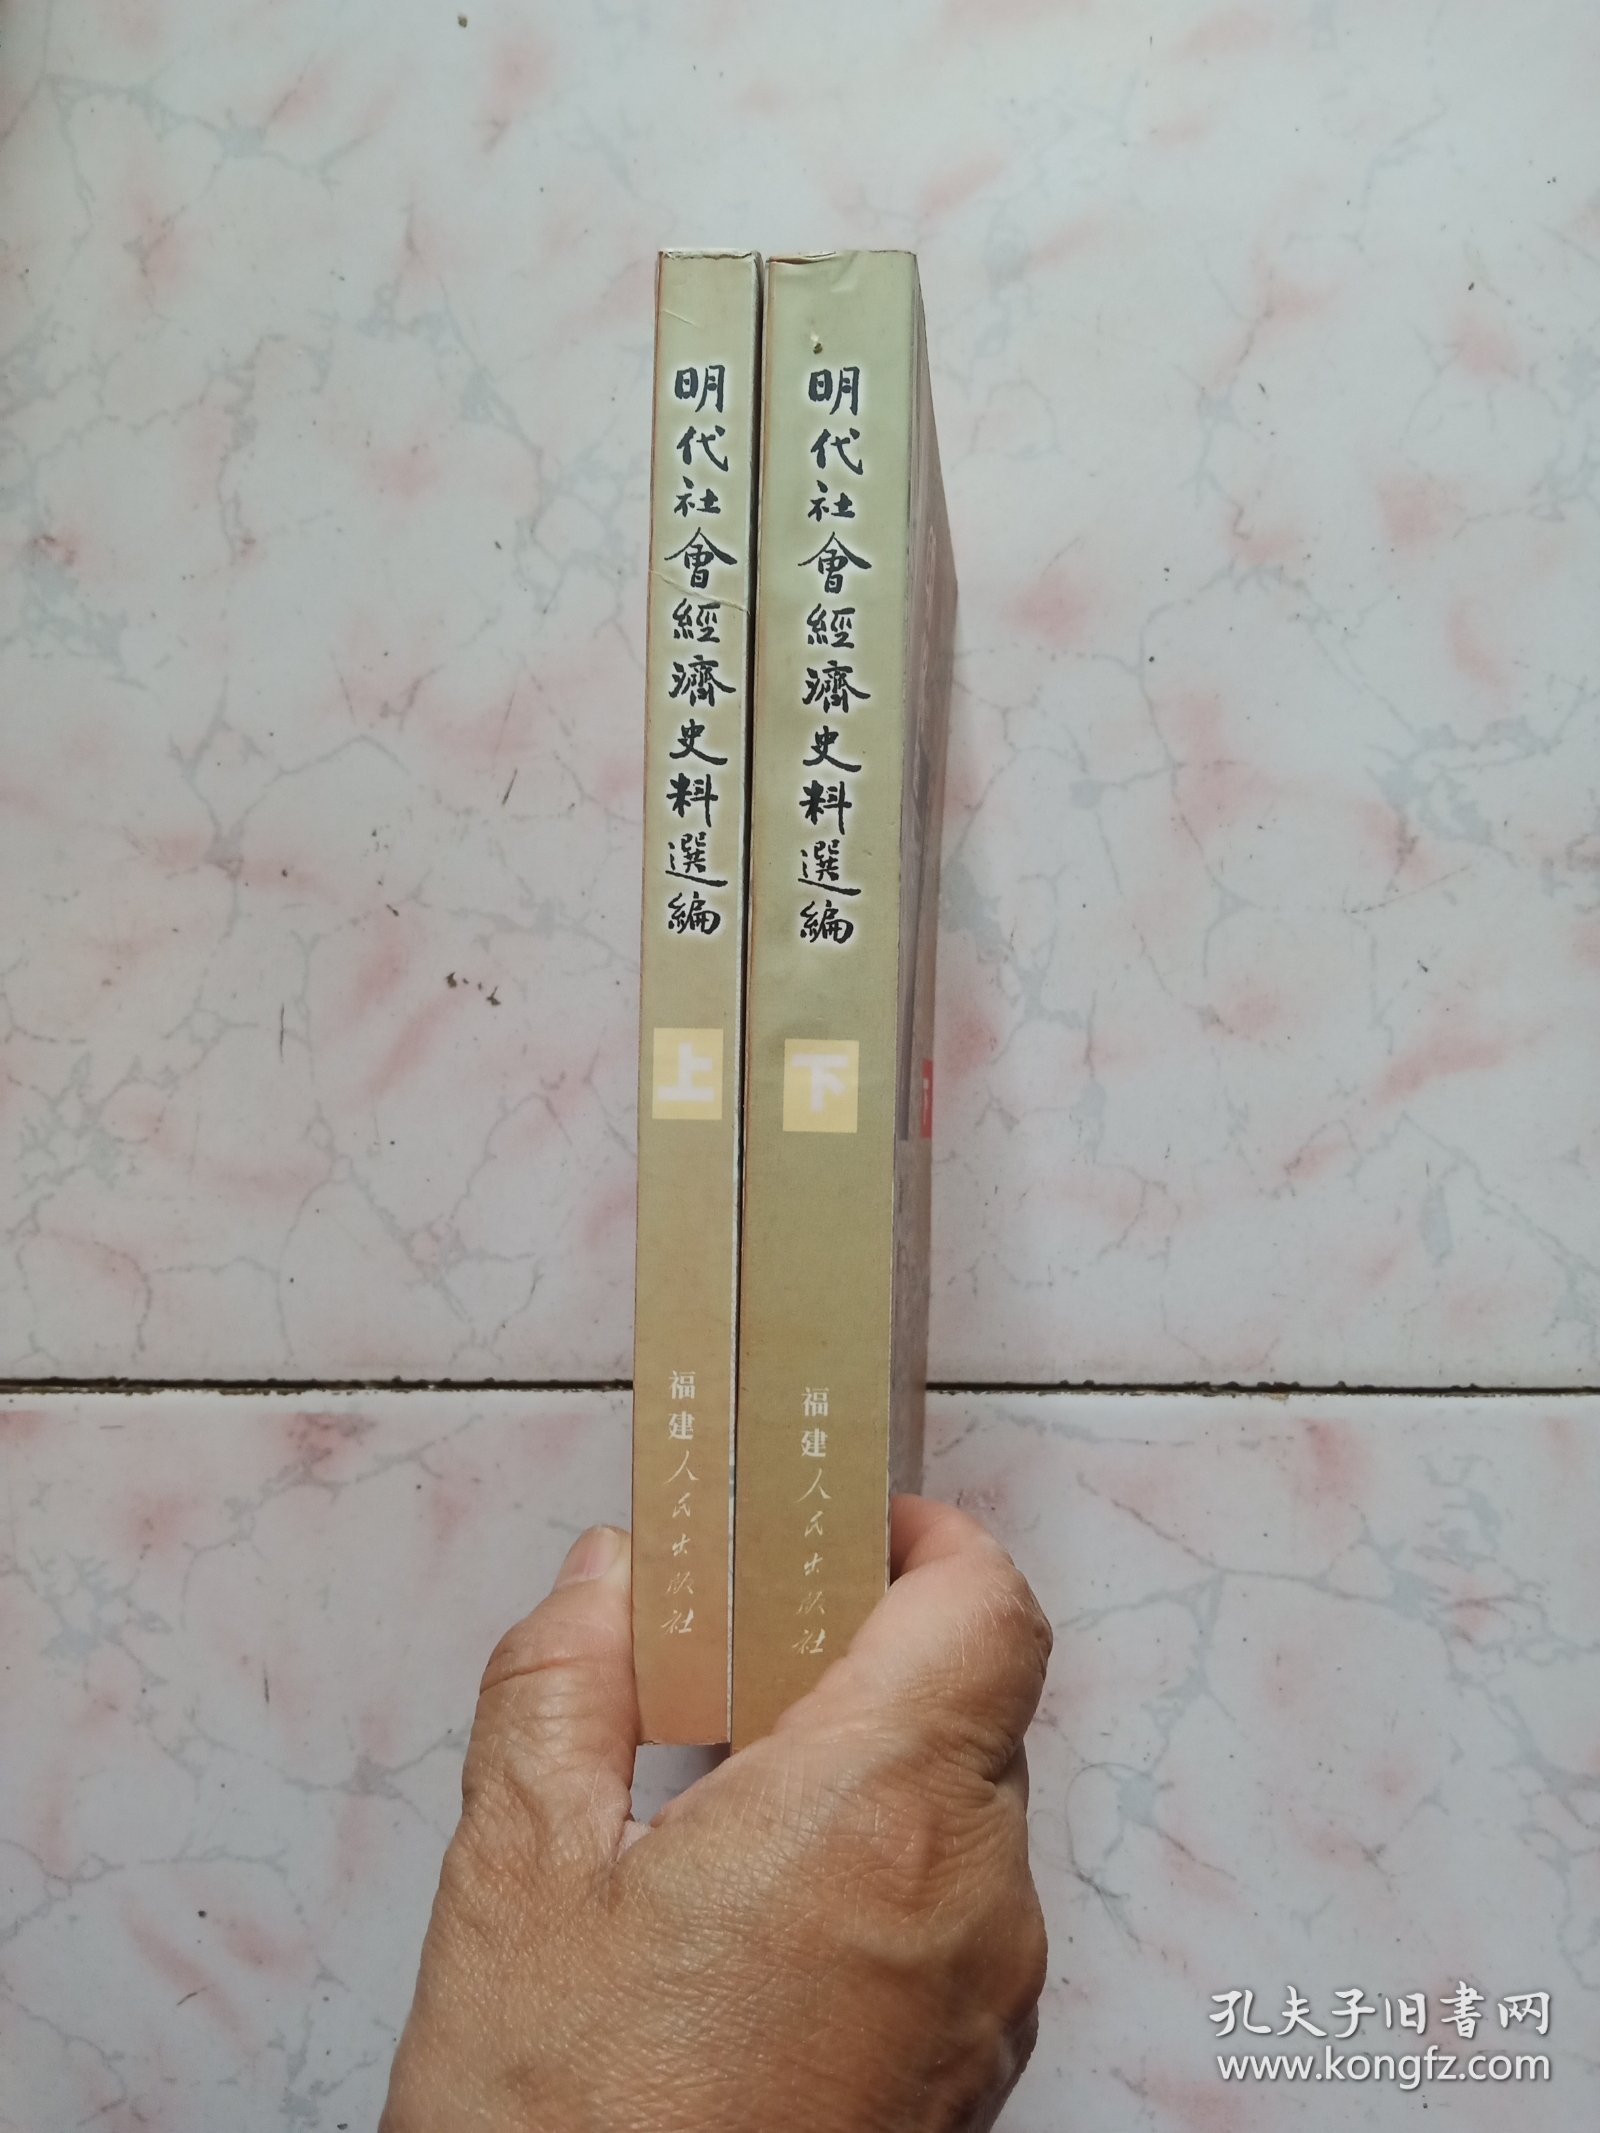 明代社會經濟史料選編
上
福建人民出版社
明代社會經濟史料選編
下
福建人民出版社
孔夫子旧書网
www.kongfz.com